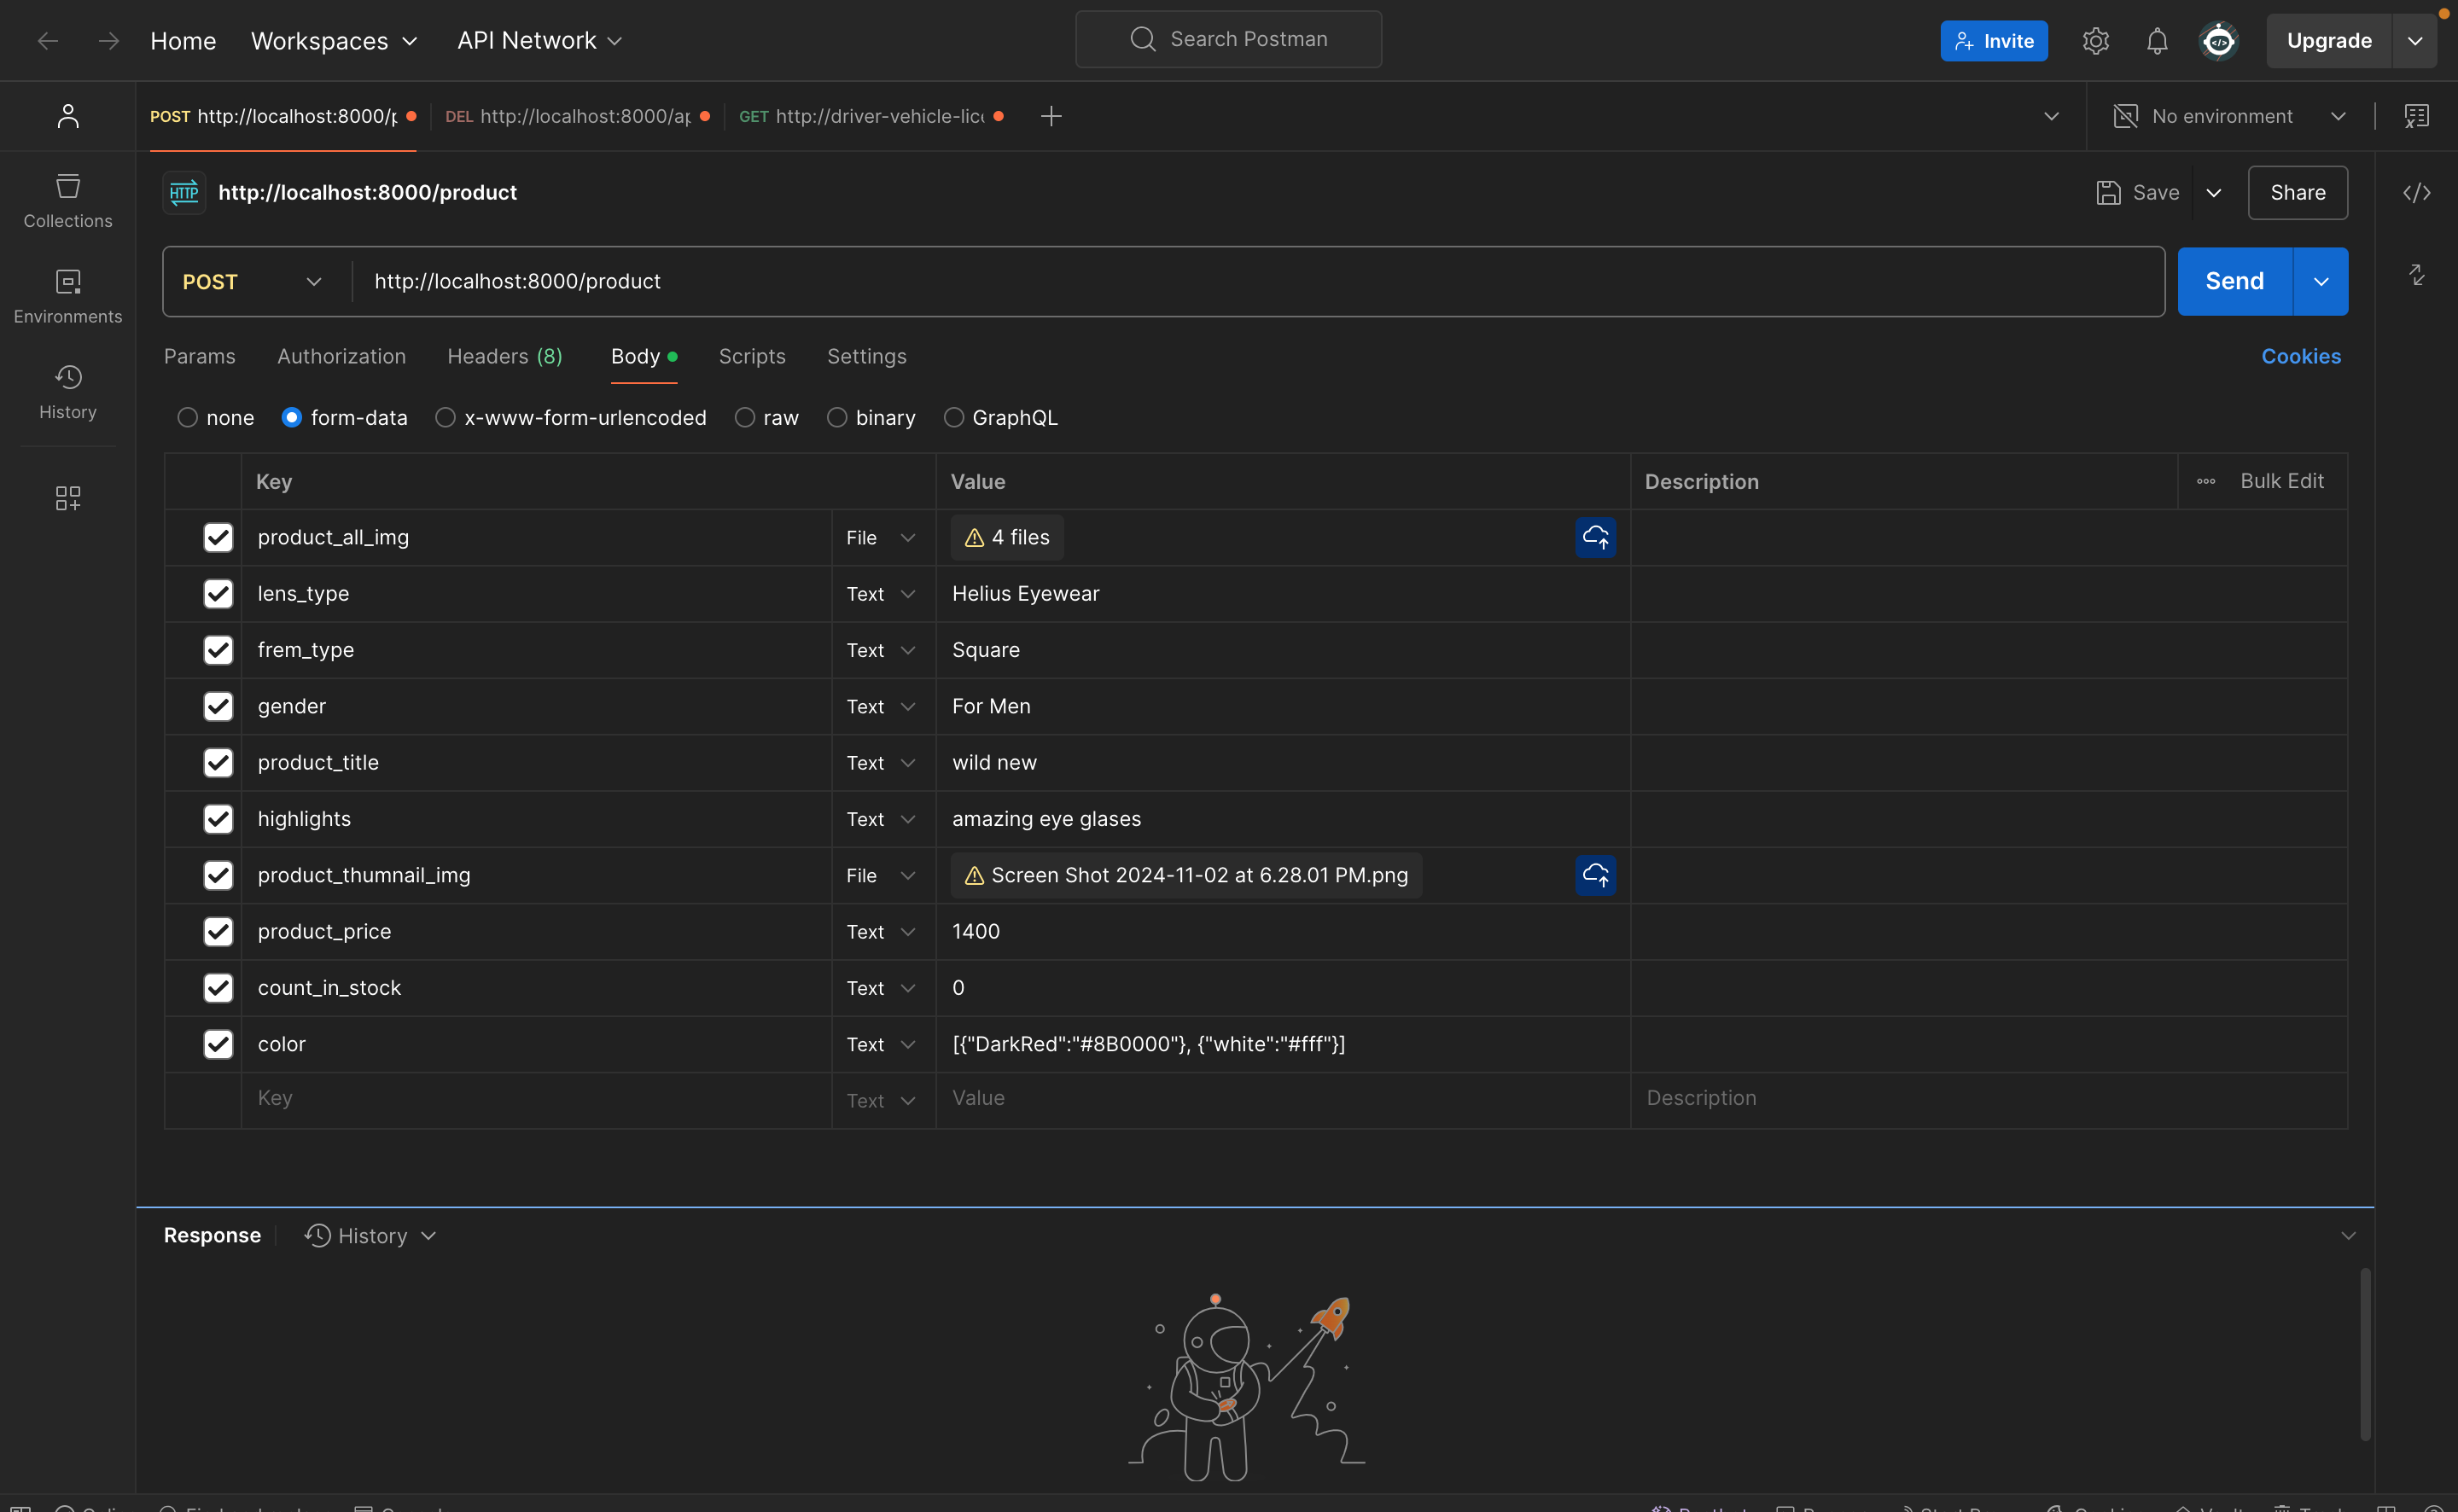 Home Workspaces API Network Search Postman Invite Upgrade
POST http://localhost:8000/p DEL http://localhost:8000/ap GET http://driver-vehicle-lice No environment
HTTP http://localhost:8000/product Save Share
Collections
POST http://localhost:8000/product Send
Environments
Params Authorization Headers (8) Body Scripts Settings Cookies
History
none form-data x-www-form-urlencoded raw binary GraphQL
Key Value Description Bulk Edit
product_all_img File 4 files
lens_type Text Helius Eyewear
frem_type Text Square
gender Text For Men
product_title Text wild new
highlights Text amazing eye glases
product_thumnail_img File Screen Shot 2024-11-02 at 6.28.01 PM.png
product_price Text 1400
count_in_stock Text 0
color Text [{"DarkRed":"#8B0000"}, {"white":"#fff"}]
Key Text Value Description
Response History